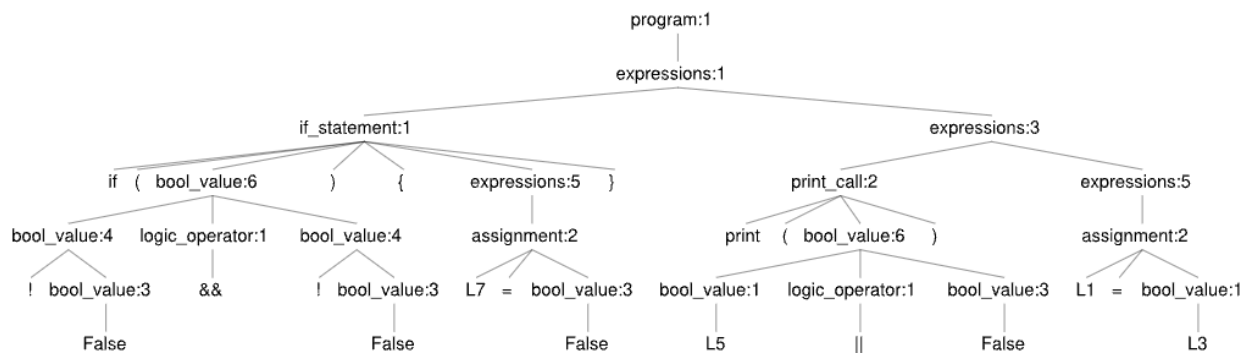 program:1
expressions:1
if_statement:1 expressions:3
if ( bool_value:6 ) { expressions:5 } print_call:2 expressions:5
bool_value:4 logic_operator:1 bool_value:4 assignment:2 print ( bool_value:6 ) assignment:2
! bool_value:3 && ! bool_value:3 L7 = bool_value:3 bool_value:1 logic_operator:1 bool_value:3 L1 = bool_value:1
False False False L5 || False L3